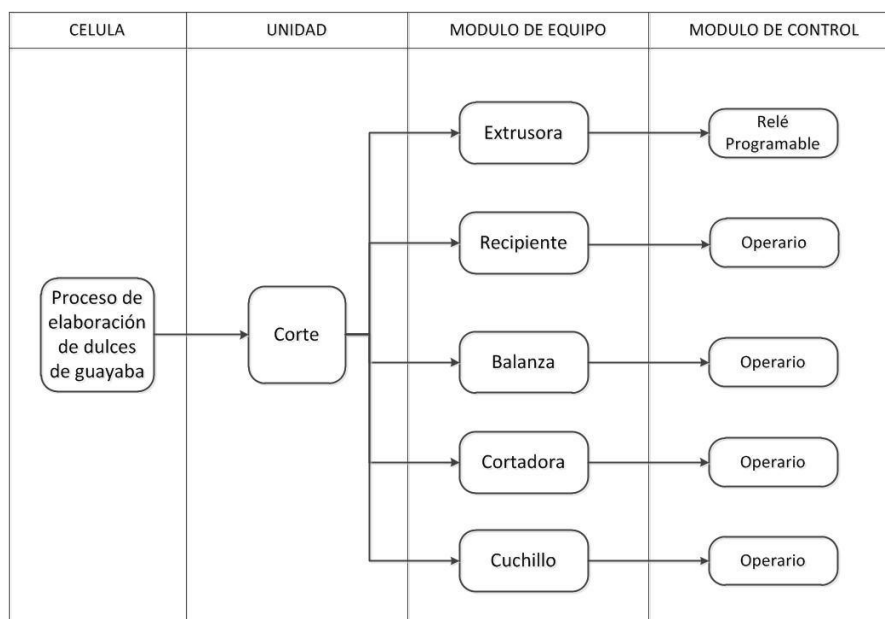 CELULA
UNIDAD
MODULO DE EQUIPO
MODULO DE CONTROL
Proceso de
elaboración
de dulces
de guayaba
Corte
Extrusora
Relé
Programable
Recipiente
Operario
Balanza
Operario
Cortadora
Operario
Cuchillo
Operario